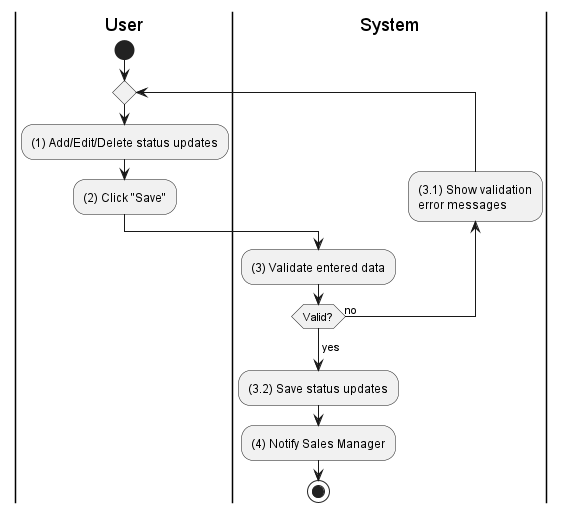 User
System
(1) Add/Edit/Delete status updates
(2) Click "Save"
(3.1) Show validation
error messages
(3) Validate entered data
Valid?
no
yes
(3.2) Save status updates
(4) Notify Sales Manager